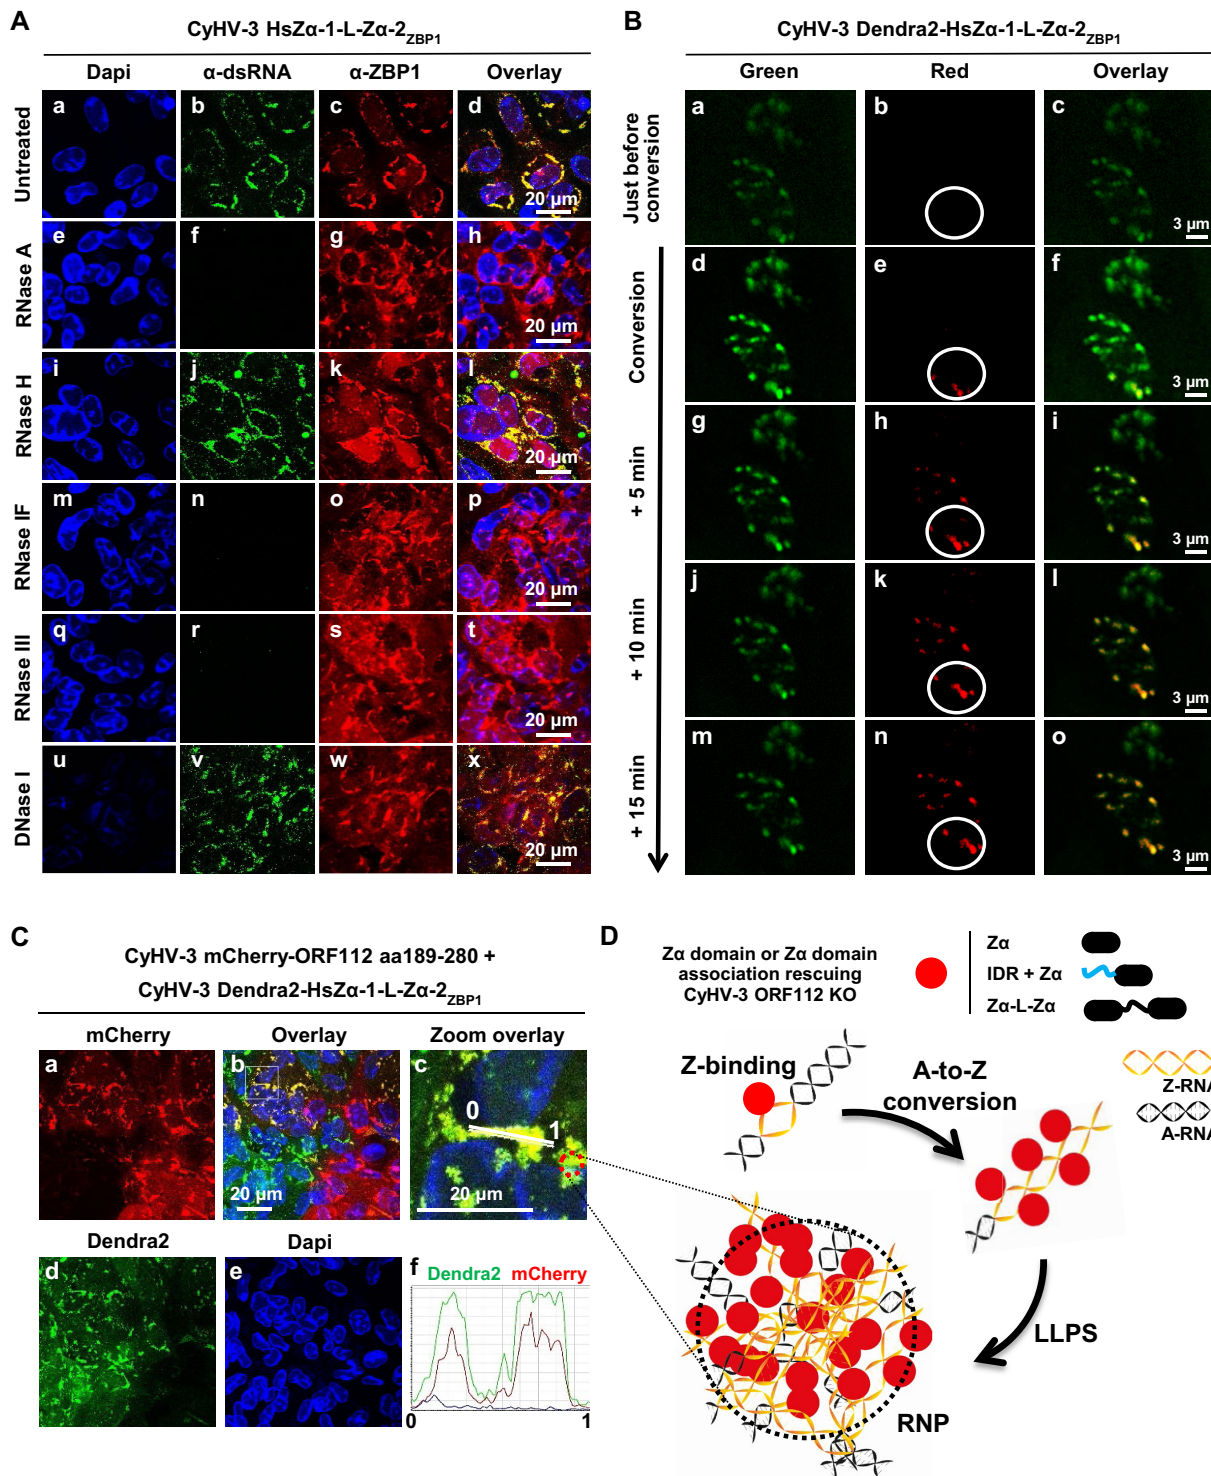 A
CyHV-3 HsZα-1-L-Zα-2ZBP1
Dapi α-dsRNA α-ZBP1 Overlay
Untreated
a b c d
20 µm
RNase A
e f g h
20 µm
RNase H
i j k l
20 µm
RNase IF
m n o p
20 µm
RNase III
q r s t
20 µm
DNase I
u v w x
20 µm
B
CyHV-3 Dendra2-HsZα-1-L-Zα-2ZBP1
Green Red Overlay
Just before
conversion
a b c
3 µm
Conversion
d e f
3 µm
+ 5 min
g h i
3 µm
+ 10 min
j k l
3 µm
+ 15 min
m n o
3 µm
C
CyHV-3 mCherry-ORF112 aa189-280 +
CyHV-3 Dendra2-HsZα-1-L-Zα-2ZBP1
mCherry Overlay Zoom overlay
a b c
0
1
20 µm 20 µm
Dendra2 Dapi
d e f
Dendra2 mCherry
0 1
D
Zα domain or Zα domain
association rescuing
CyHV-3 ORF112 KO
Zα
IDR + Zα
Zα-L-Zα
Z-binding
A-to-Z
conversion
Z-RNA
A-RNA
LLPS
RNP